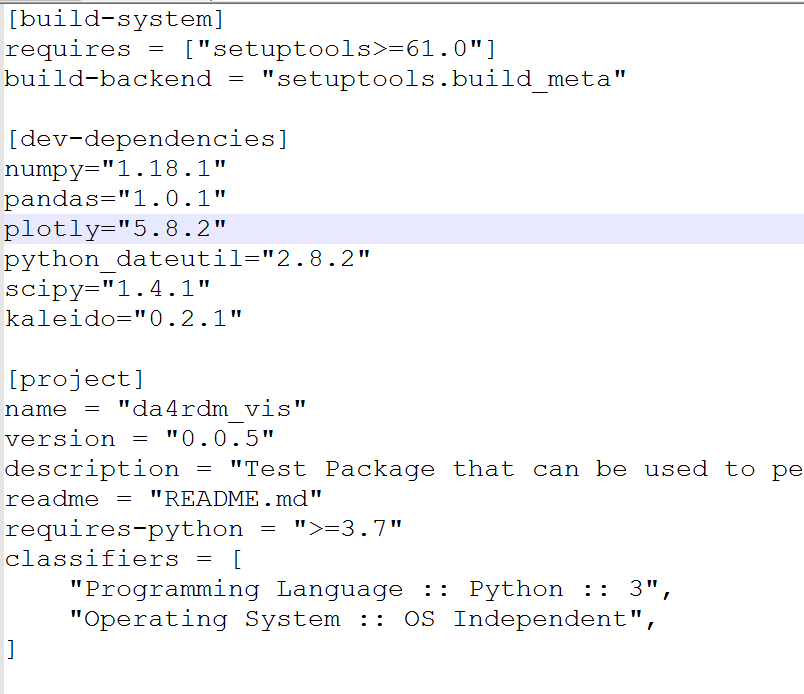 [build-system]
requires = ["setuptools>=61.0"]
build-backend = "setuptools.build_meta"
[dev-dependencies]
numpy="1.18.1"
pandas="1.0.1"
plotly="5.8.2"
python_dateutil="2.8.2"
scipy="1.4.1"
kaleido="0.2.1"
[project]
name = "da4rdm_vis"
version = "0.0.5"
description = "Test Package that can be used to
readme = "README.md"
requires-python = ">=3.7"
classifiers = [
"Programming Language :: Python :: 3",
"Operating System :: OS Independent",
]